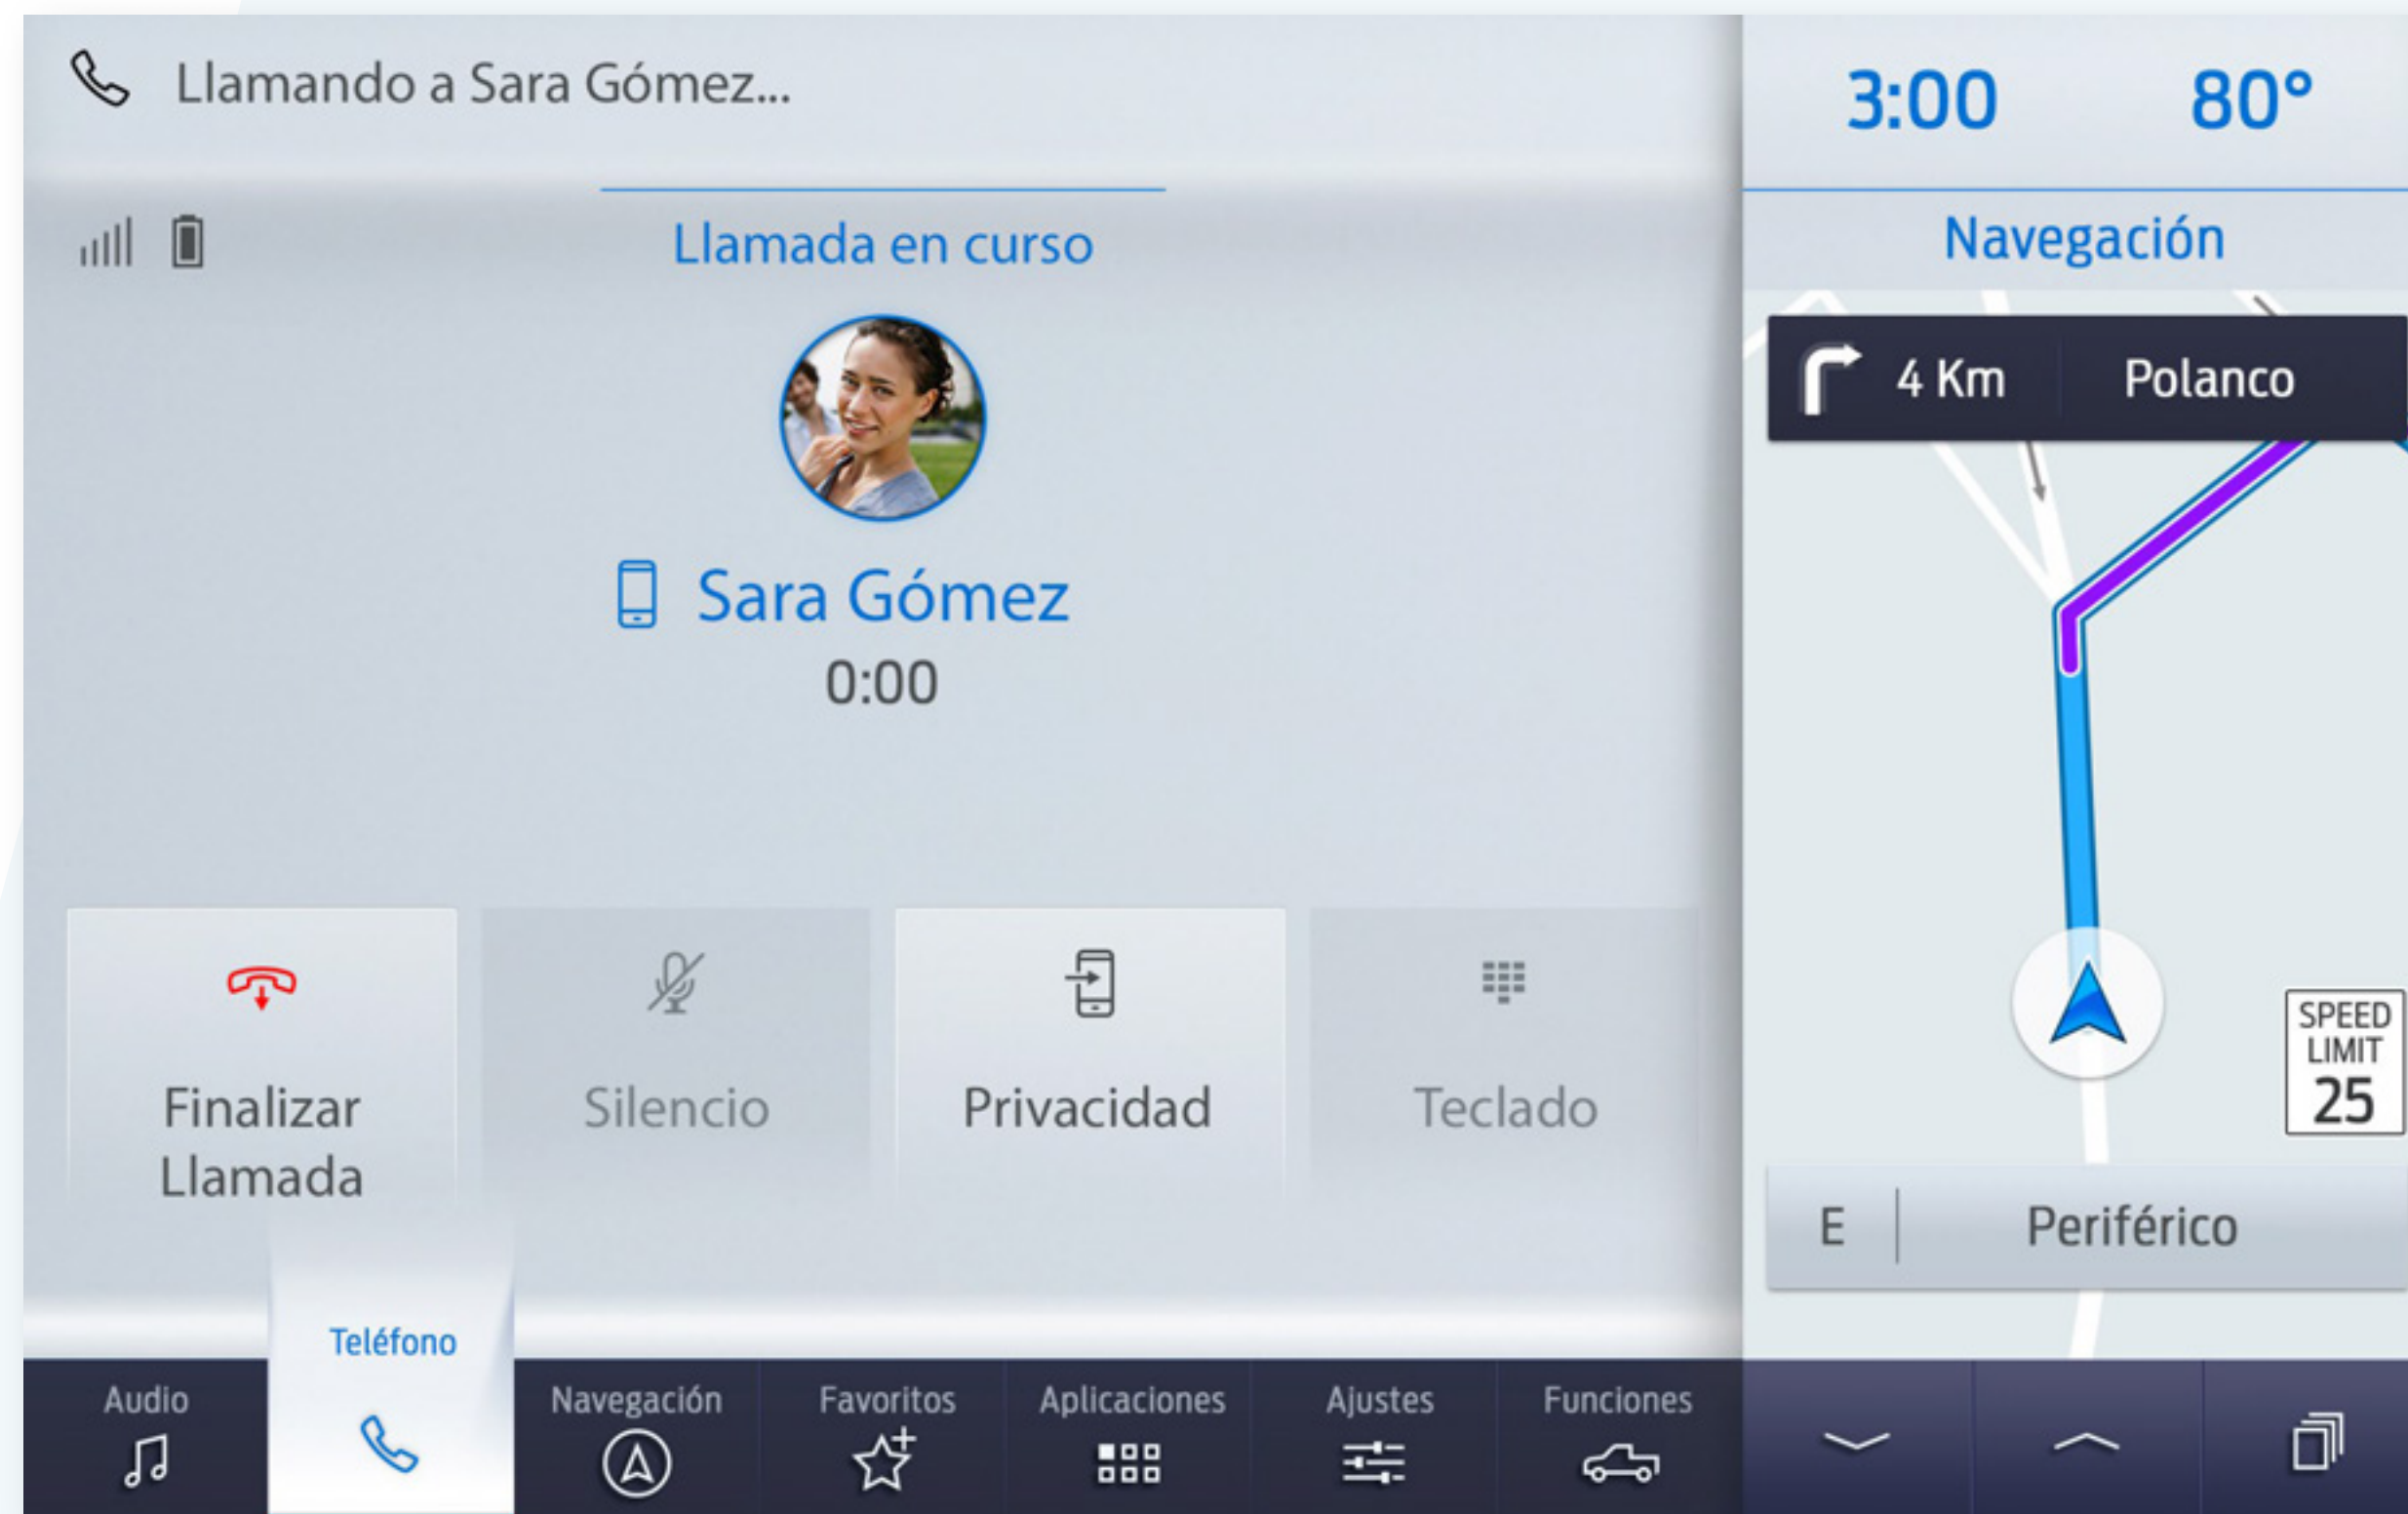 Llamando a Sara Gómez...
3:00
80°
Llamada en curso
Navegación
4 Km
Polanco
Sara Gómez
0:00
SPEED
LIMIT
25
Finalizar
Llamada
Silencio
Privacidad
Teclado
E
Periférico
Audio
Teléfono
Navegación
Favoritos
Aplicaciones
Ajustes
Funciones